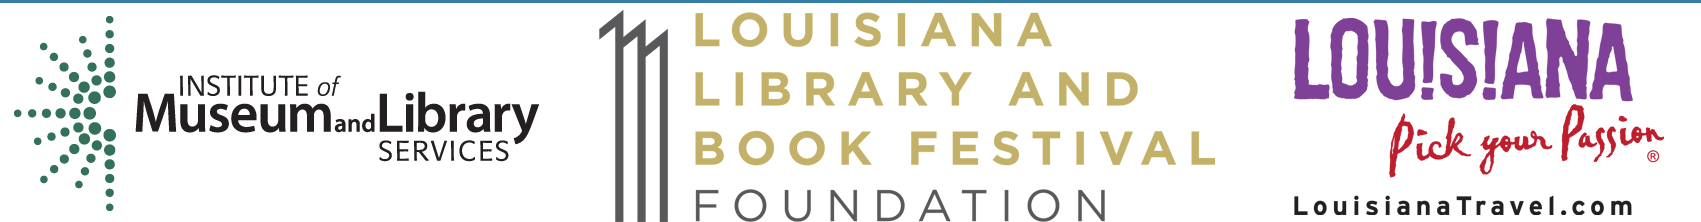 INSTITUTE of
Museum and Library
SERVICES
LOUISIANA
LIBRARY AND
BOOK FESTIVAL
FOUNDATION
LOU!S!ANA
Pick your Passion®
LouisianaTravel.com